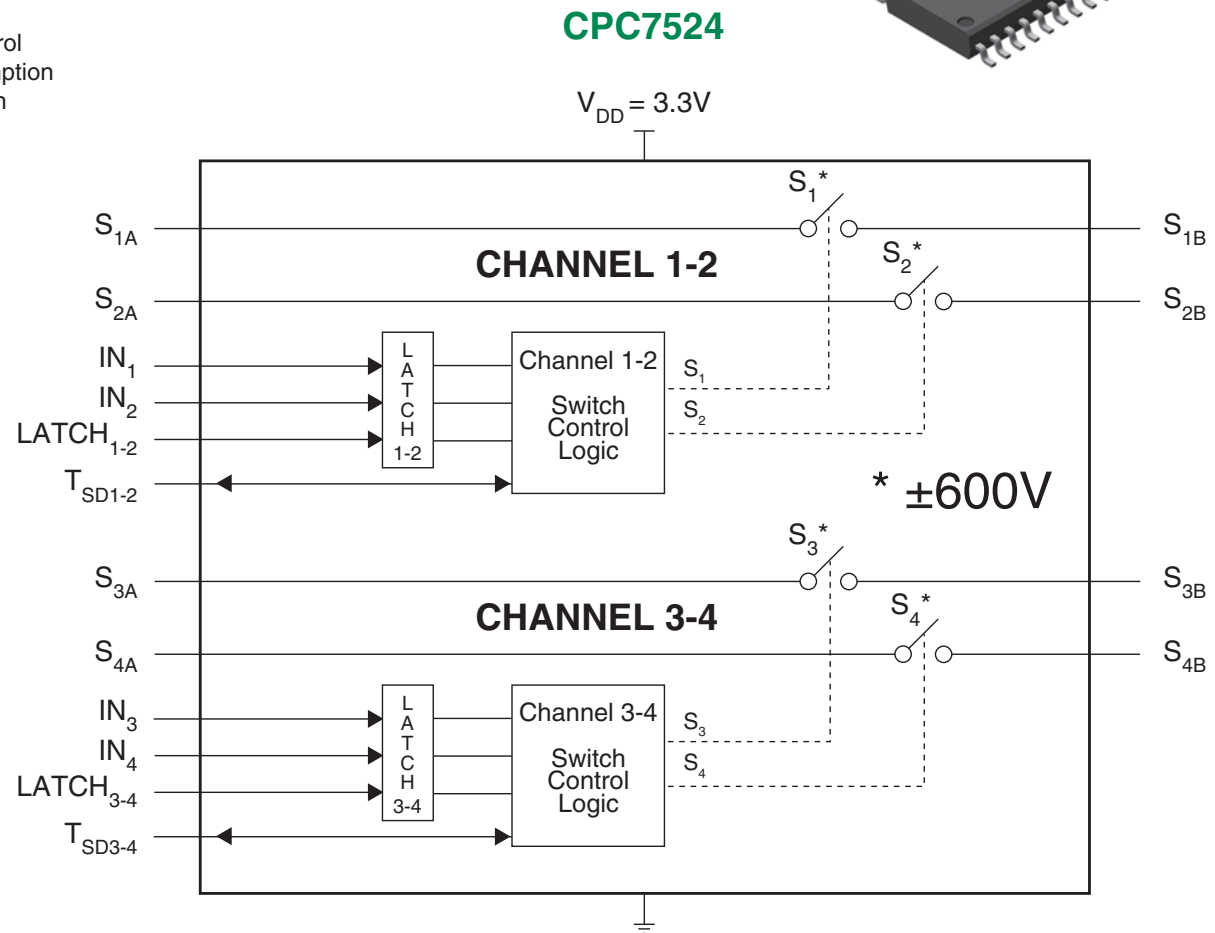 CPC7524
V_DD = 3.3V
S_1*
S_1A
S_1B
CHANNEL 1-2
S_2*
S_2A
S_2B
IN_1
IN_2
LATCH_1-2
T_SD1-2
LATCH
1-2
Channel 1-2
Switch
Control
Logic
S_1
S_2
* ±600V
S_3*
S_3A
S_3B
CHANNEL 3-4
S_4*
S_4A
S_4B
IN_3
IN_4
LATCH_3-4
T_SD3-4
LATCH
3-4
Channel 3-4
Switch
Control
Logic
S_3
S_4